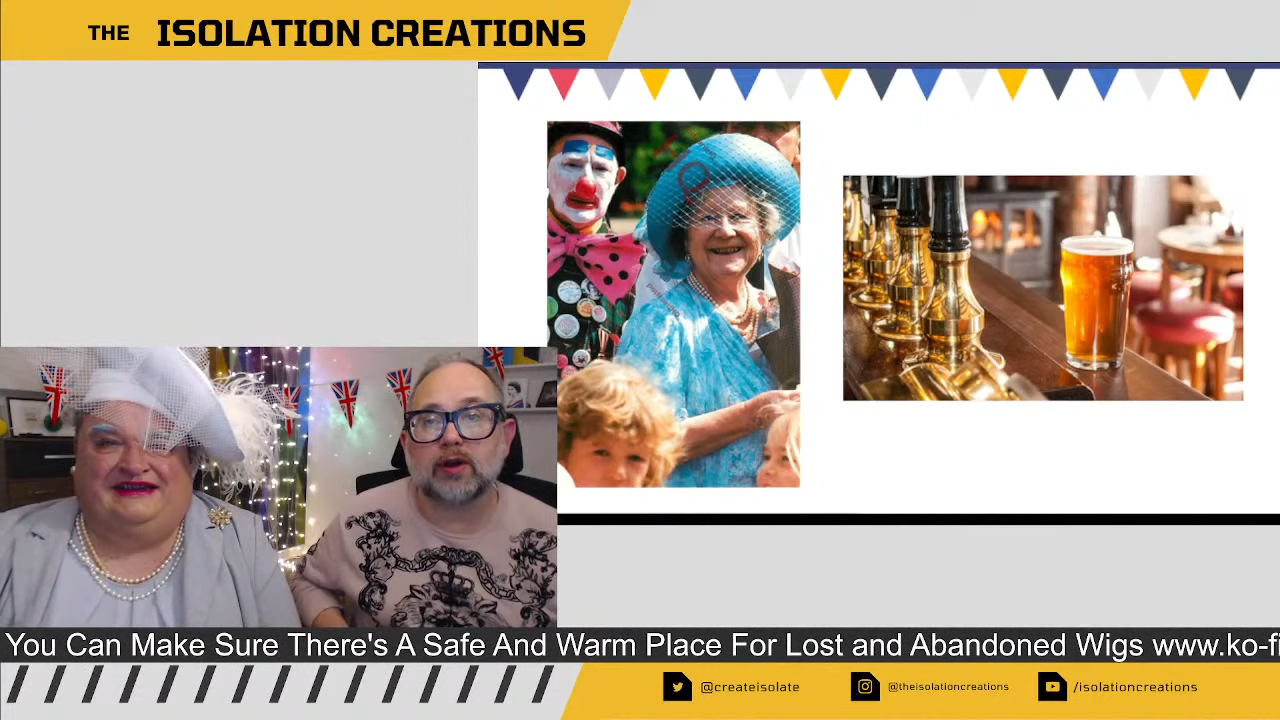 THE ISOLATION CREATIONS
You Can Make Sure There's A Safe And Warm Place For Lost and Abandoned Wigs www.ko-fi
@createisolate
@theisolationcreations
/isolationcreations